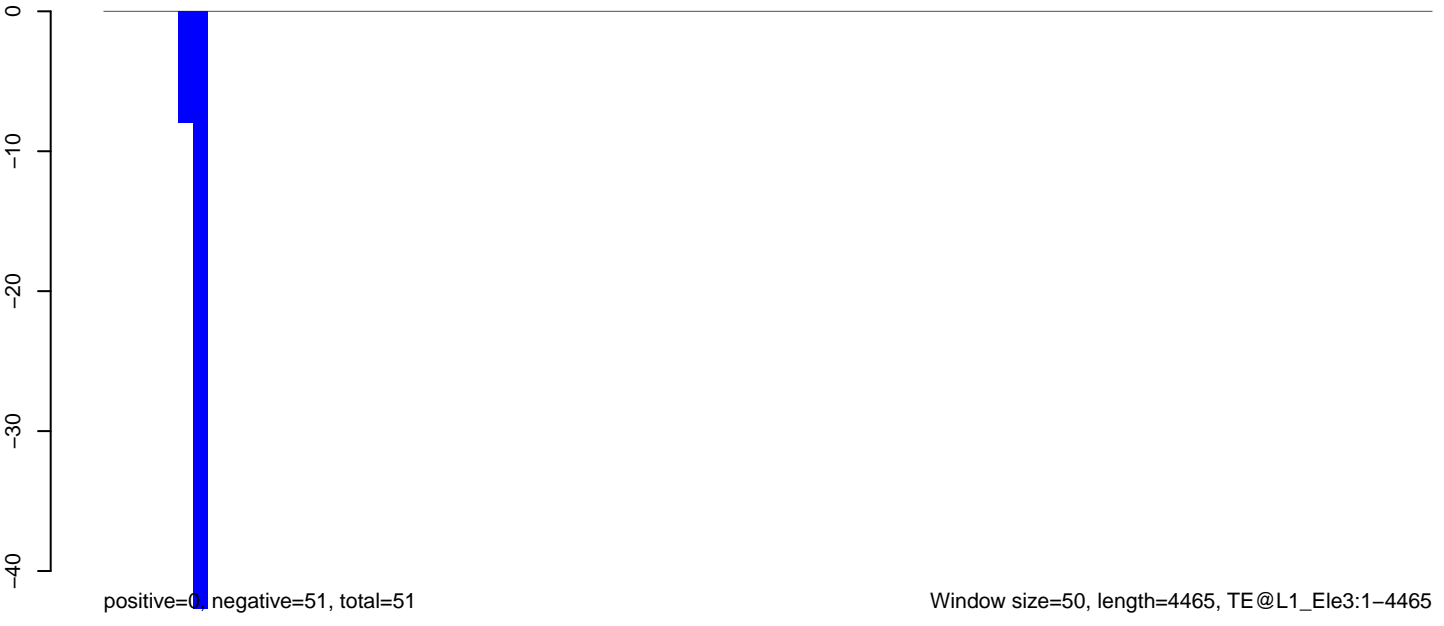 0
−10
−20
−30
−40
positive=0, negative=51, total=51
Window size=50, length=4465, TE@L1_Ele3:1−4465